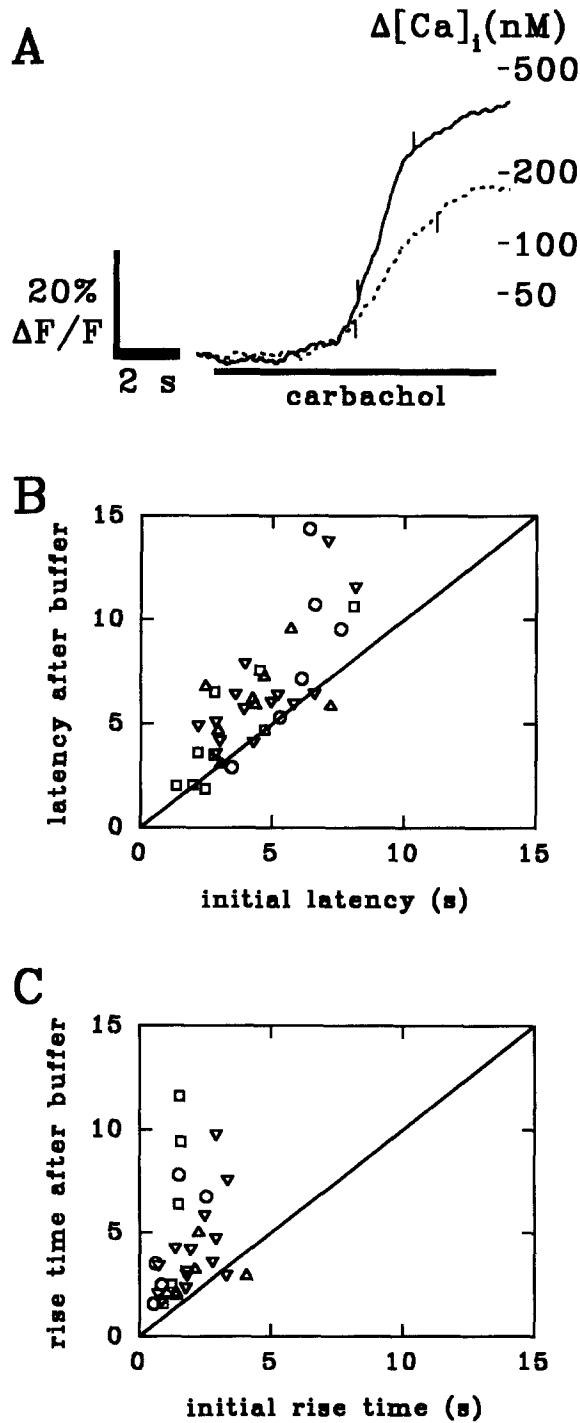 A
Δ[Ca]i(nM)
-500
-200
-100
-50
20%
ΔF/F
2 s
carbachol
B
latency after buffer
15
10
5
0
0 5 10 15
initial latency (s)
C
rise time after buffer
15
10
5
0
0 5 10 15
initial rise time (s)